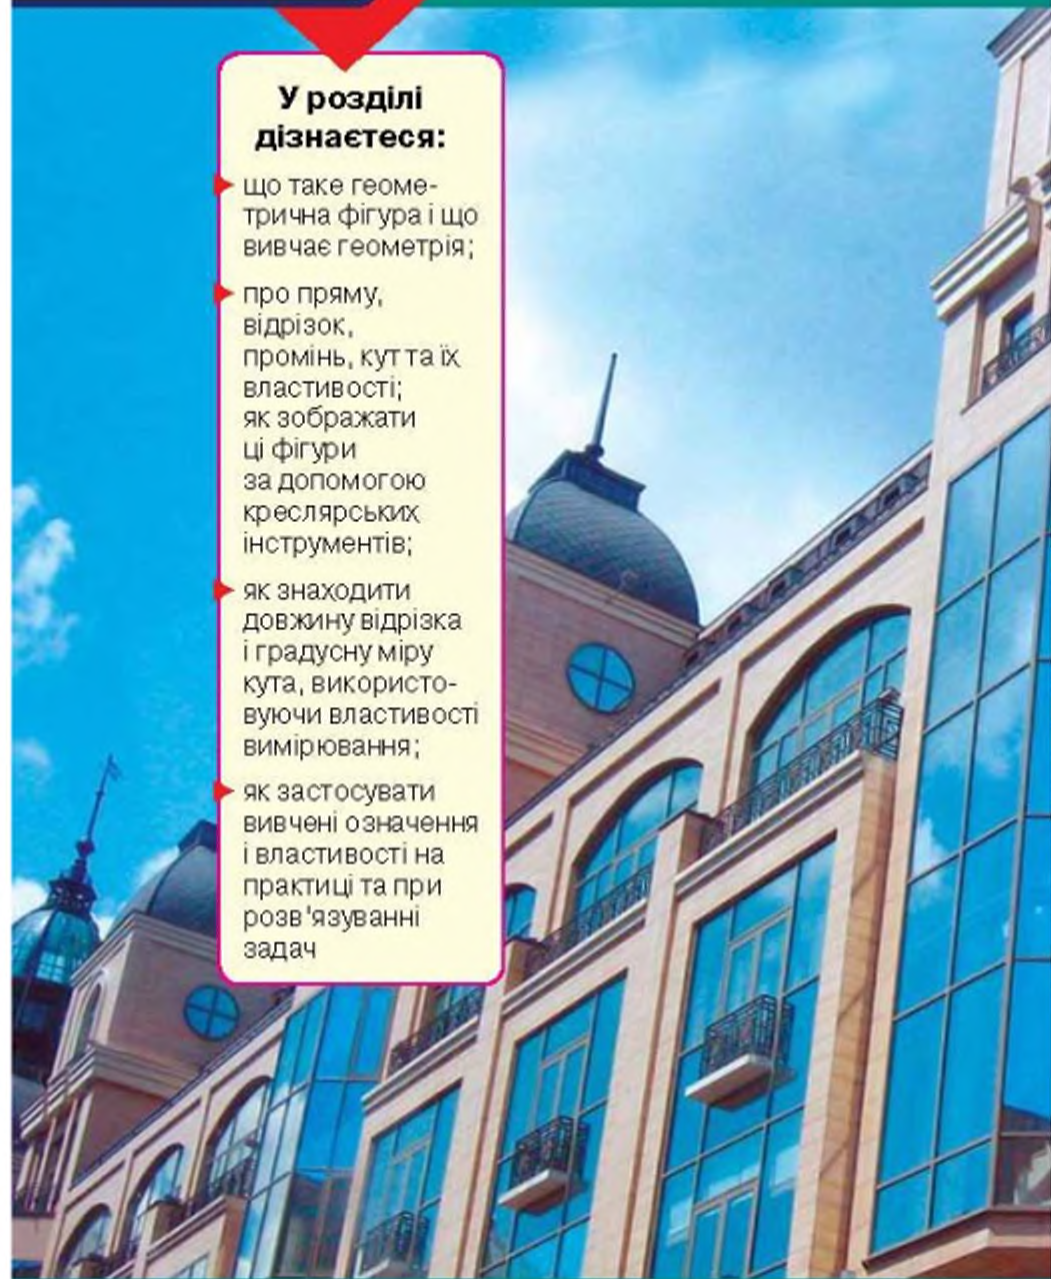 У розділі
дізнаєтеся:
що таке геоме-
трична фігура і що
вивчає геометрія;
про пряму,
відрізок,
промінь, кут та їх
властивості;
як зображати
ці фігури
за допомогою
креслярських
інструментів;
як знаходити
довжину відрізка
і градусну міру
кута, використо-
вуючи властивості
вимірювання;
як застосувати
вивчені означення
і властивості на
практиці та при
розв'язуванні
задач